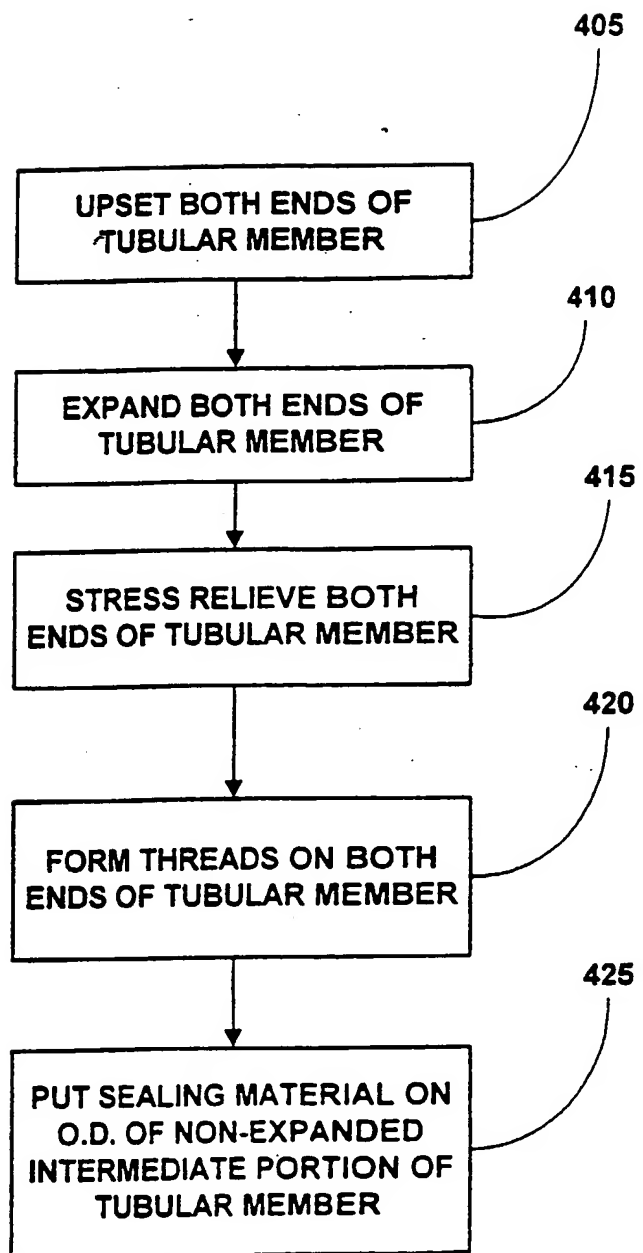 405
UPSET BOTH ENDS OF
TUBULAR MEMBER
410
EXPAND BOTH ENDS OF
TUBULAR MEMBER
415
STRESS RELIEVE BOTH
ENDS OF TUBULAR MEMBER
420
FORM THREADS ON BOTH
ENDS OF TUBULAR MEMBER
425
PUT SEALING MATERIAL ON
O.D. OF NON-EXPANDED
INTERMEDIATE PORTION OF
TUBULAR MEMBER